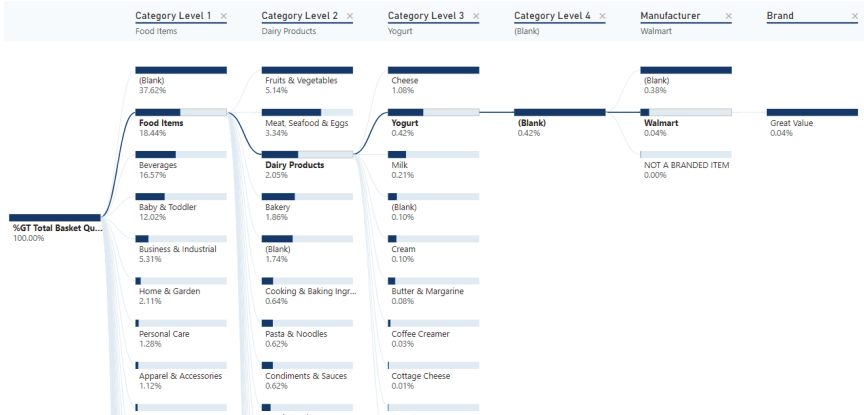 Category Level 1 ×
Food Items
Category Level 2 ×
Dairy Products
Category Level 3 ×
Yogurt
Category Level 4 ×
(Blank)
Manufacturer ×
Walmart
Brand ×
%GT Total Basket Qu...
100.00%
(Blank)
37.62%
Food Items
18.44%
Beverages
16.57%
Baby & Toddler
12.02%
Business & Industrial
5.31%
Home & Garden
2.11%
Personal Care
1.28%
Apparel & Accessories
1.12%
Fruits & Vegetables
5.14%
Meat, Seafood & Eggs
3.34%
Dairy Products
2.05%
Bakery
1.86%
(Blank)
1.74%
Cooking & Baking Ingr...
0.64%
Pasta & Noodles
0.62%
Condiments & Sauces
0.62%
Cheese
1.08%
Yogurt
0.42%
Milk
0.21%
(Blank)
0.10%
Cream
0.10%
Butter & Margarine
0.08%
Coffee Creamer
0.03%
Cottage Cheese
0.01%
(Blank)
0.42%
(Blank)
0.38%
Walmart
0.04%
NOT A BRANDED ITEM
0.00%
Great Value
0.04%